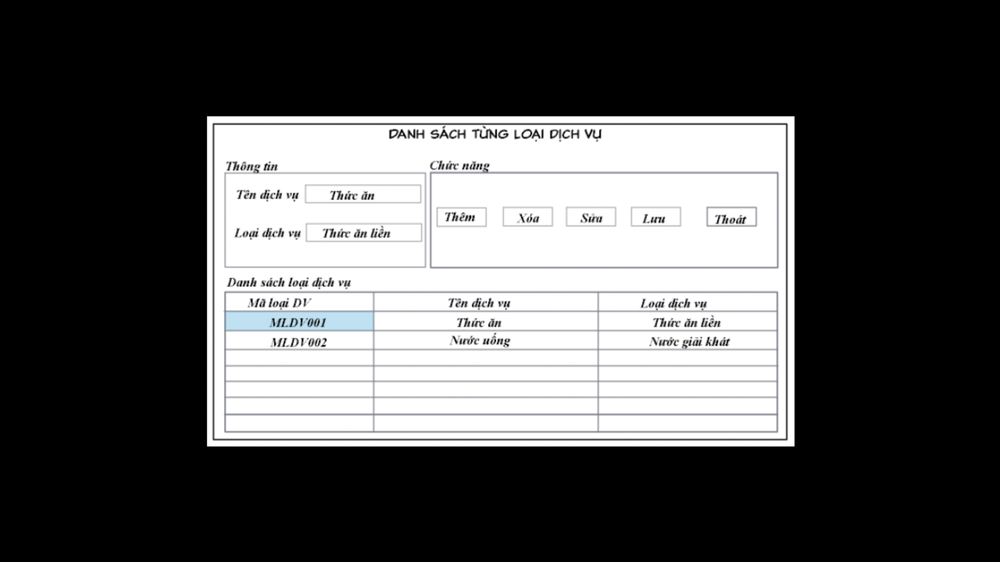 DANH SÁCH TỪNG LOẠI DỊCH VỤ
Thông tin
Chức năng
Tên dịch vụ Thức ăn
Loại dịch vụ Thức ăn liền
Thêm Xóa Sửa Lưu Thoát
Danh sách loại dịch vụ
Mã loại DV Tên dịch vụ Loại dịch vụ
MLDV001 Thức ăn Thức ăn liền
MLDV002 Nước uống Nước giải khát